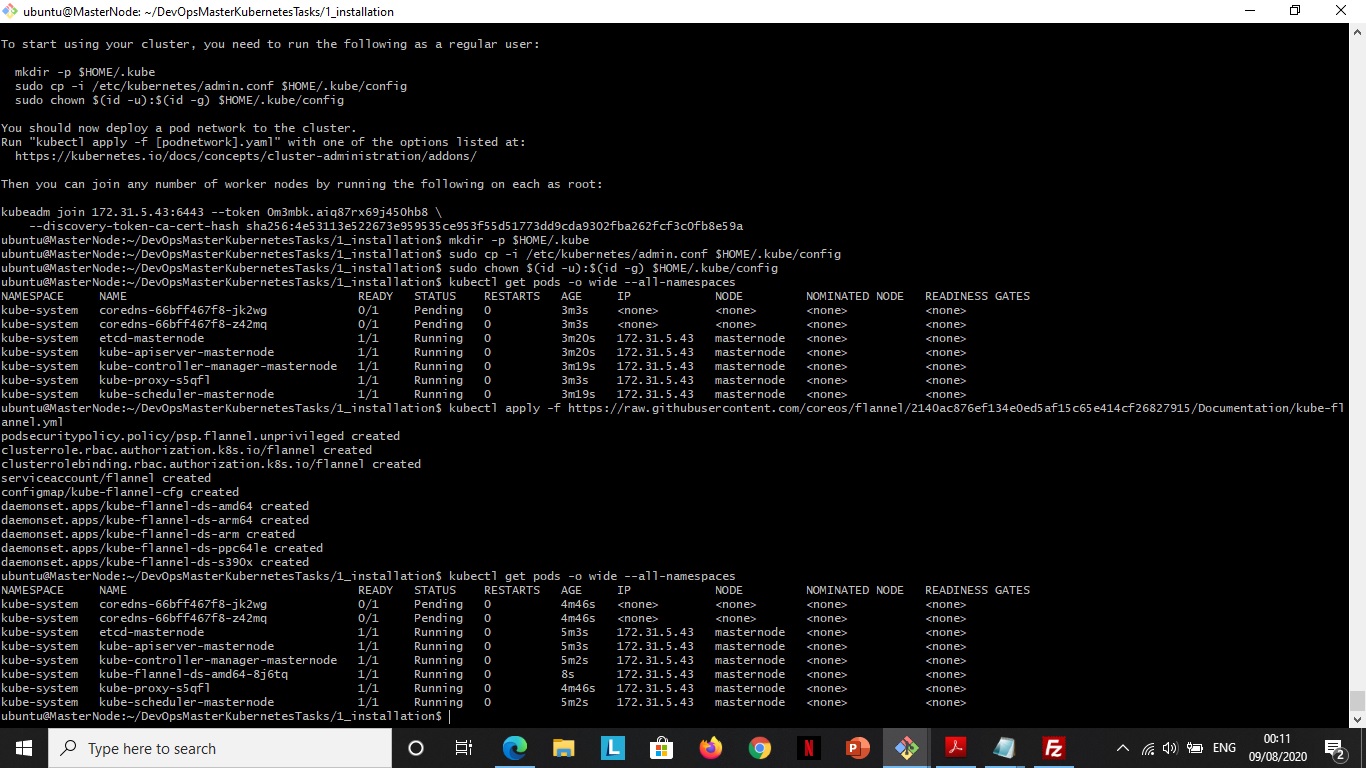 ubuntu@MasterNode: ~/DevOpsMasterKubernetesTasks/1_installation
To start using your cluster, you need to run the following as a regular user:
mkdir -p $HOME/.kube
sudo cp -i /etc/kubernetes/admin.conf $HOME/.kube/config
sudo chown $(id -u):$(id -g) $HOME/.kube/config
You should now deploy a pod network to the cluster.
Run "kubectl apply -f [podnetwork].yaml" with one of the options listed at:
https://kubernetes.io/docs/concepts/cluster-administration/addons/
Then you can join any number of worker nodes by running the following on each as root:
kubeadm join 172.31.5.43:6443 --token 0m3mbk.aiq87rx69j450hb8 \
--discovery-token-ca-cert-hash sha256:4e53113e522673e959535ce953f55d51773dd9cda9302fba262fcf3c0fb8e59a
ubuntu@MasterNode:~/DevOpsMasterKubernetesTasks/1_installation$ mkdir -p $HOME/.kube
ubuntu@MasterNode:~/DevOpsMasterKubernetesTasks/1_installation$ sudo cp -i /etc/kubernetes/admin.conf $HOME/.kube/config
ubuntu@MasterNode:~/DevOpsMasterKubernetesTasks/1_installation$ sudo chown $(id -u):$(id -g) $HOME/.kube/config
ubuntu@MasterNode:~/DevOpsMasterKubernetesTasks/1_installation$ kubectl get pods -o wide --all-namespaces
NAMESPACE NAME READY STATUS RESTARTS AGE IP NODE NOMINATED NODE READINESS GATES
kube-system coredns-66bff467f8-jk2wg 0/1 Pending 0 3m3s <none> <none> <none> <none>
kube-system coredns-66bff467f8-z42mq 0/1 Pending 0 3m3s <none> <none> <none> <none>
kube-system etcd-masternode 1/1 Running 0 3m20s 172.31.5.43 masternode <none> <none>
kube-system kube-apiserver-masternode 1/1 Running 0 3m20s 172.31.5.43 masternode <none> <none>
kube-system kube-controller-manager-masternode 1/1 Running 0 3m19s 172.31.5.43 masternode <none> <none>
kube-system kube-proxy-s5qfl 1/1 Running 0 3m3s 172.31.5.43 masternode <none> <none>
kube-system kube-scheduler-masternode 1/1 Running 0 3m19s 172.31.5.43 masternode <none> <none>
ubuntu@MasterNode:~/DevOpsMasterKubernetesTasks/1_installation$ kubectl apply -f https://raw.githubusercontent.com/coreos/flannel/2140ac876ef134e0ed5af15c65e414cf26827915/Documentation/kube-fl
annel.yml
podsecuritypolicy.policy/psp.flannel.unprivileged created
clusterrole.rbac.authorization.k8s.io/flannel created
clusterrolebinding.rbac.authorization.k8s.io/flannel created
serviceaccount/flannel created
configmap/kube-flannel-cfg created
daemonset.apps/kube-flannel-ds-amd64 created
daemonset.apps/kube-flannel-ds-arm64 created
daemonset.apps/kube-flannel-ds-arm created
daemonset.apps/kube-flannel-ds-ppc64le created
daemonset.apps/kube-flannel-ds-s390x created
ubuntu@MasterNode:~/DevOpsMasterKubernetesTasks/1_installation$ kubectl get pods -o wide --all-namespaces
NAMESPACE NAME READY STATUS RESTARTS AGE IP NODE NOMINATED NODE READINESS GATES
kube-system coredns-66bff467f8-jk2wg 0/1 Pending 0 4m46s <none> <none> <none> <none>
kube-system coredns-66bff467f8-z42mq 0/1 Pending 0 4m46s <none> <none> <none> <none>
kube-system etcd-masternode 1/1 Running 0 5m3s 172.31.5.43 masternode <none> <none>
kube-system kube-apiserver-masternode 1/1 Running 0 5m3s 172.31.5.43 masternode <none> <none>
kube-system kube-controller-manager-masternode 1/1 Running 0 5m2s 172.31.5.43 masternode <none> <none>
kube-system kube-flannel-ds-amd64-8j6tq 1/1 Running 0 8s 172.31.5.43 masternode <none> <none>
kube-system kube-proxy-s5qfl 1/1 Running 0 4m46s 172.31.5.43 masternode <none> <none>
kube-system kube-scheduler-masternode 1/1 Running 0 5m2s 172.31.5.43 masternode <none> <none>
ubuntu@MasterNode:~/DevOpsMasterKubernetesTasks/1_installation$
Type here to search
L
N
P
Fz
ENG
00:11
09/08/2020
2